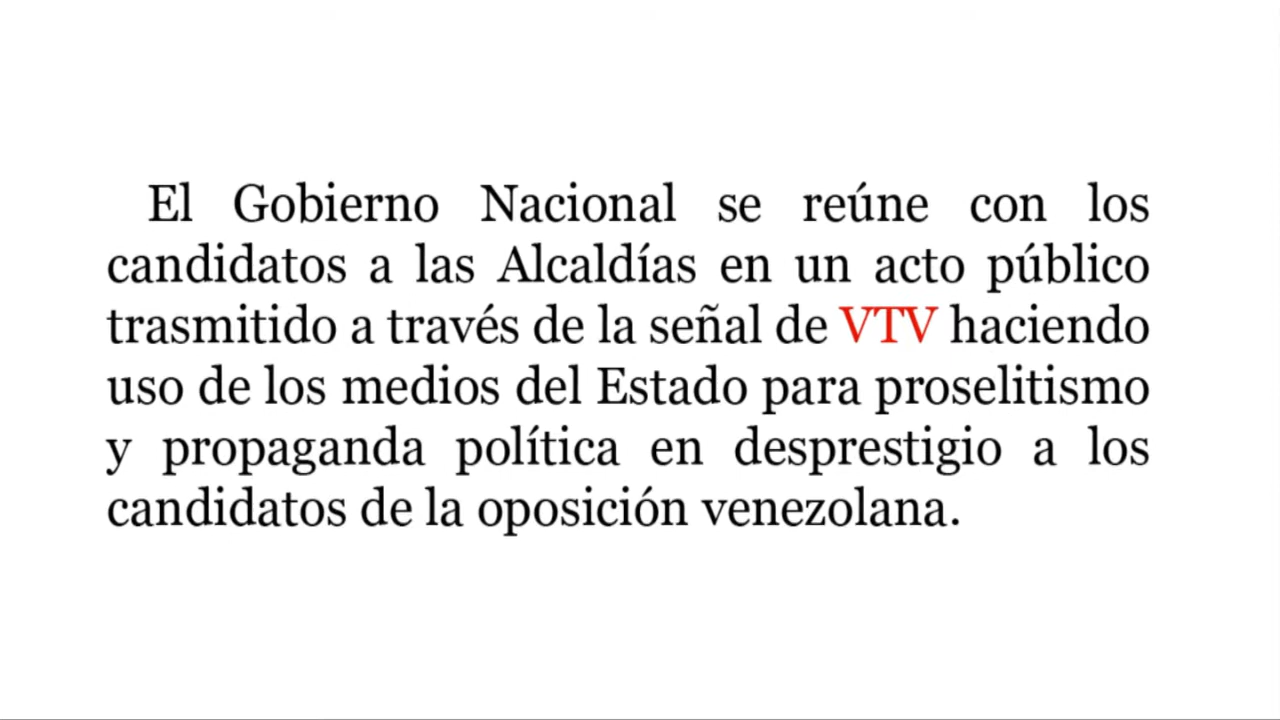 El Gobierno Nacional se reúne con los
candidatos a las Alcaldías en un acto público
trasmitido a través de la señal de VTV haciendo
uso de los medios del Estado para proselitismo
y propaganda política en desprestigio a los
candidatos de la oposición venezolana.